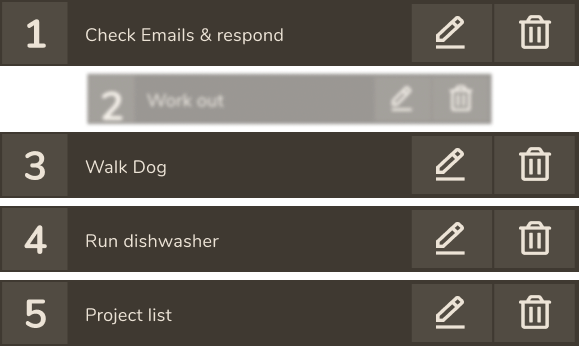 1 Check Emails & respond
2 Work out
3 Walk Dog
4 Run dishwasher
5 Project list